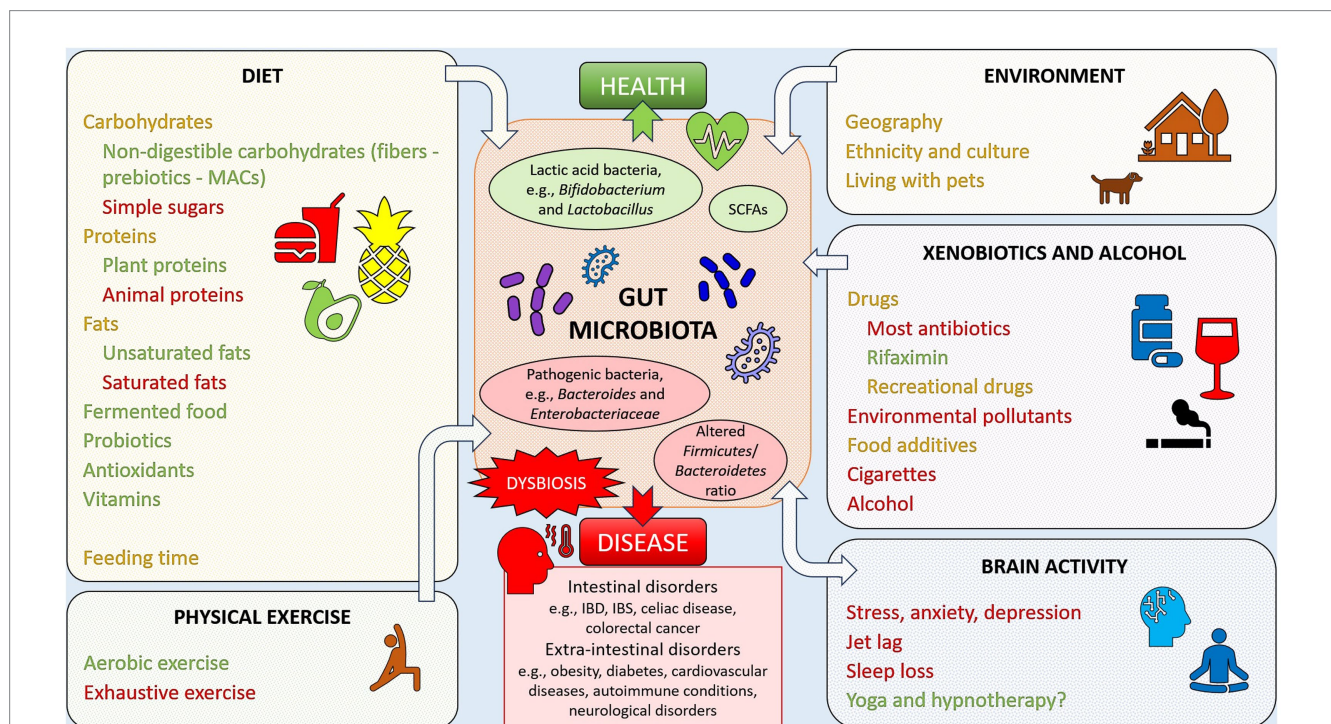 DIET
Carbohydrates
Non-digestible carbohydrates (fibers -
prebiotics - MACs)
Simple sugars
Proteins
Plant proteins
Animal proteins
Fats
Unsaturated fats
Saturated fats
Fermented food
Probiotics
Antioxidants
Vitamins
Feeding time
PHYSICAL EXERCISE
Aerobic exercise
Exhaustive exercise
HEALTH
Lactic acid bacteria,
e.g., Bifidobacterium
and Lactobacillus
SCFAs
GUT
MICROBIOTA
Pathogenic bacteria,
e.g., Bacteroides and
Enterobacteriaceae
Altered
Firmicutes/
Bacteroidetes
ratio
DYSBIOSIS
DISEASE
Intestinal disorders
e.g., IBD, IBS, celiac disease,
colorectal cancer
Extra-intestinal disorders
e.g., obesity, diabetes, cardiovascular
diseases, autoimmune conditions,
neurological disorders
ENVIRONMENT
Geography
Ethnicity and culture
Living with pets
XENOBIOTICS AND ALCOHOL
Drugs
Most antibiotics
Rifaximin
Recreational drugs
Environmental pollutants
Food additives
Cigarettes
Alcohol
BRAIN ACTIVITY
Stress, anxiety, depression
Jet lag
Sleep loss
Yoga and hypnotherapy?